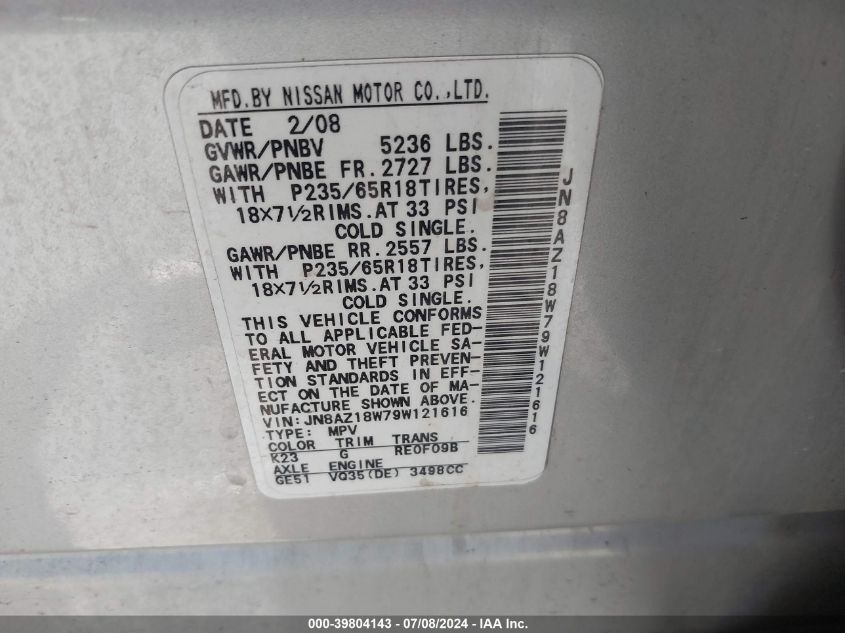 MFD.BY NISSAN MOTOR CO.,LTD.
DATE 2/08
GVWR/PNBV 5236 LBS.
GAWR/PNBE FR.2727 LBS.
WITH P235/65R18TIRES,
18X7½RIMS.AT 33 PSI
COLD SINGLE.
GAWR/PNBE RR.2557 LBS.
WITH P235/65R18TIRES,
18X7½RIMS.AT 33 PSI
COLD SINGLE.
THIS VEHICLE CONFORMS
TO ALL APPLICABLE FED-
ERAL MOTOR VEHICLE SA-
FETY AND THEFT PREVEN-
TION STANDARDS IN EFF-
ECT ON THE DATE OF MA-
NUFACTURE SHOWN ABOVE.
VIN:JN8AZ18W79W121616
TYPE: MPV
COLOR TRIM TRANS
K23 G RE0F09B
AXLE ENGINE
GE51 VQ35(DE) 3498CC
JN8AZ18W79W121616
000-39804143 - 07/08/2024 - IAA Inc.